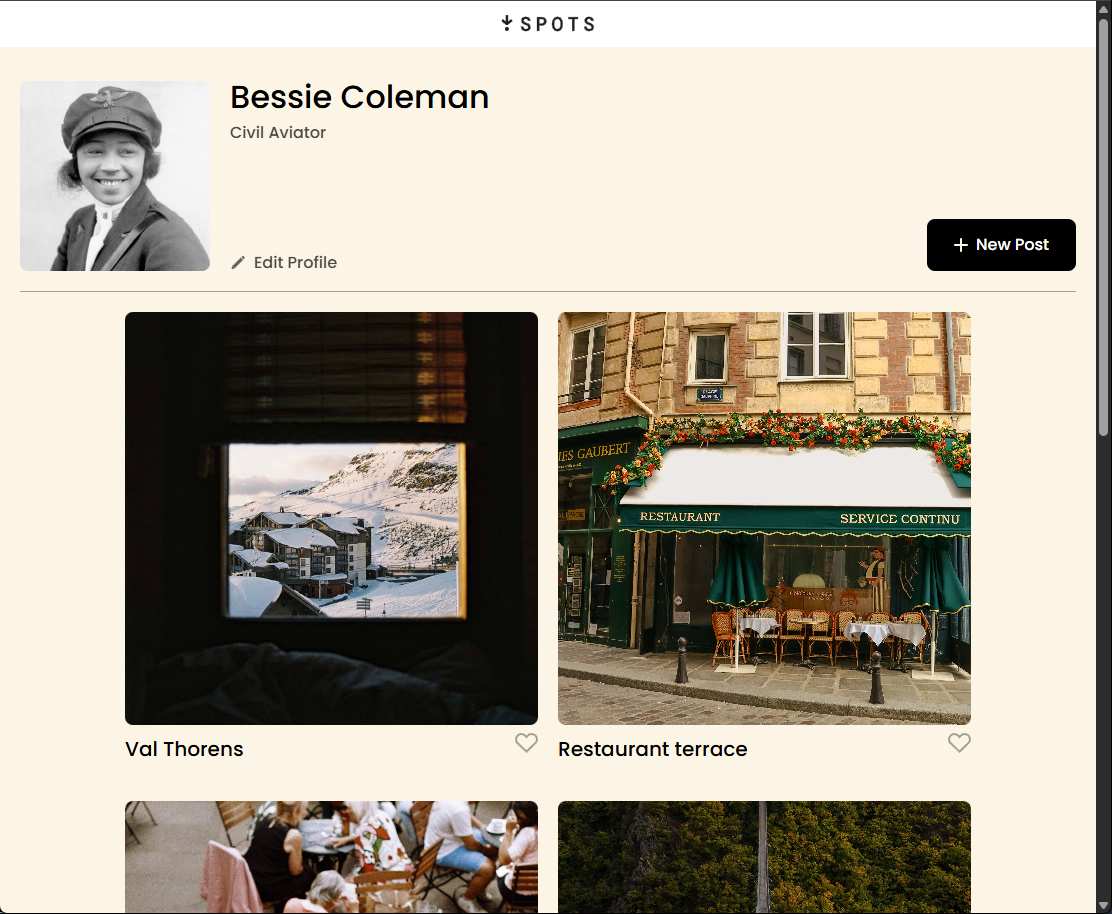 SPOTS
Bessie Coleman
Civil Aviator
Edit Profile
New Post
IES GAUBERT
RESTAURANT
SERVICE CONTINU
Val Thorens
Restaurant terrace